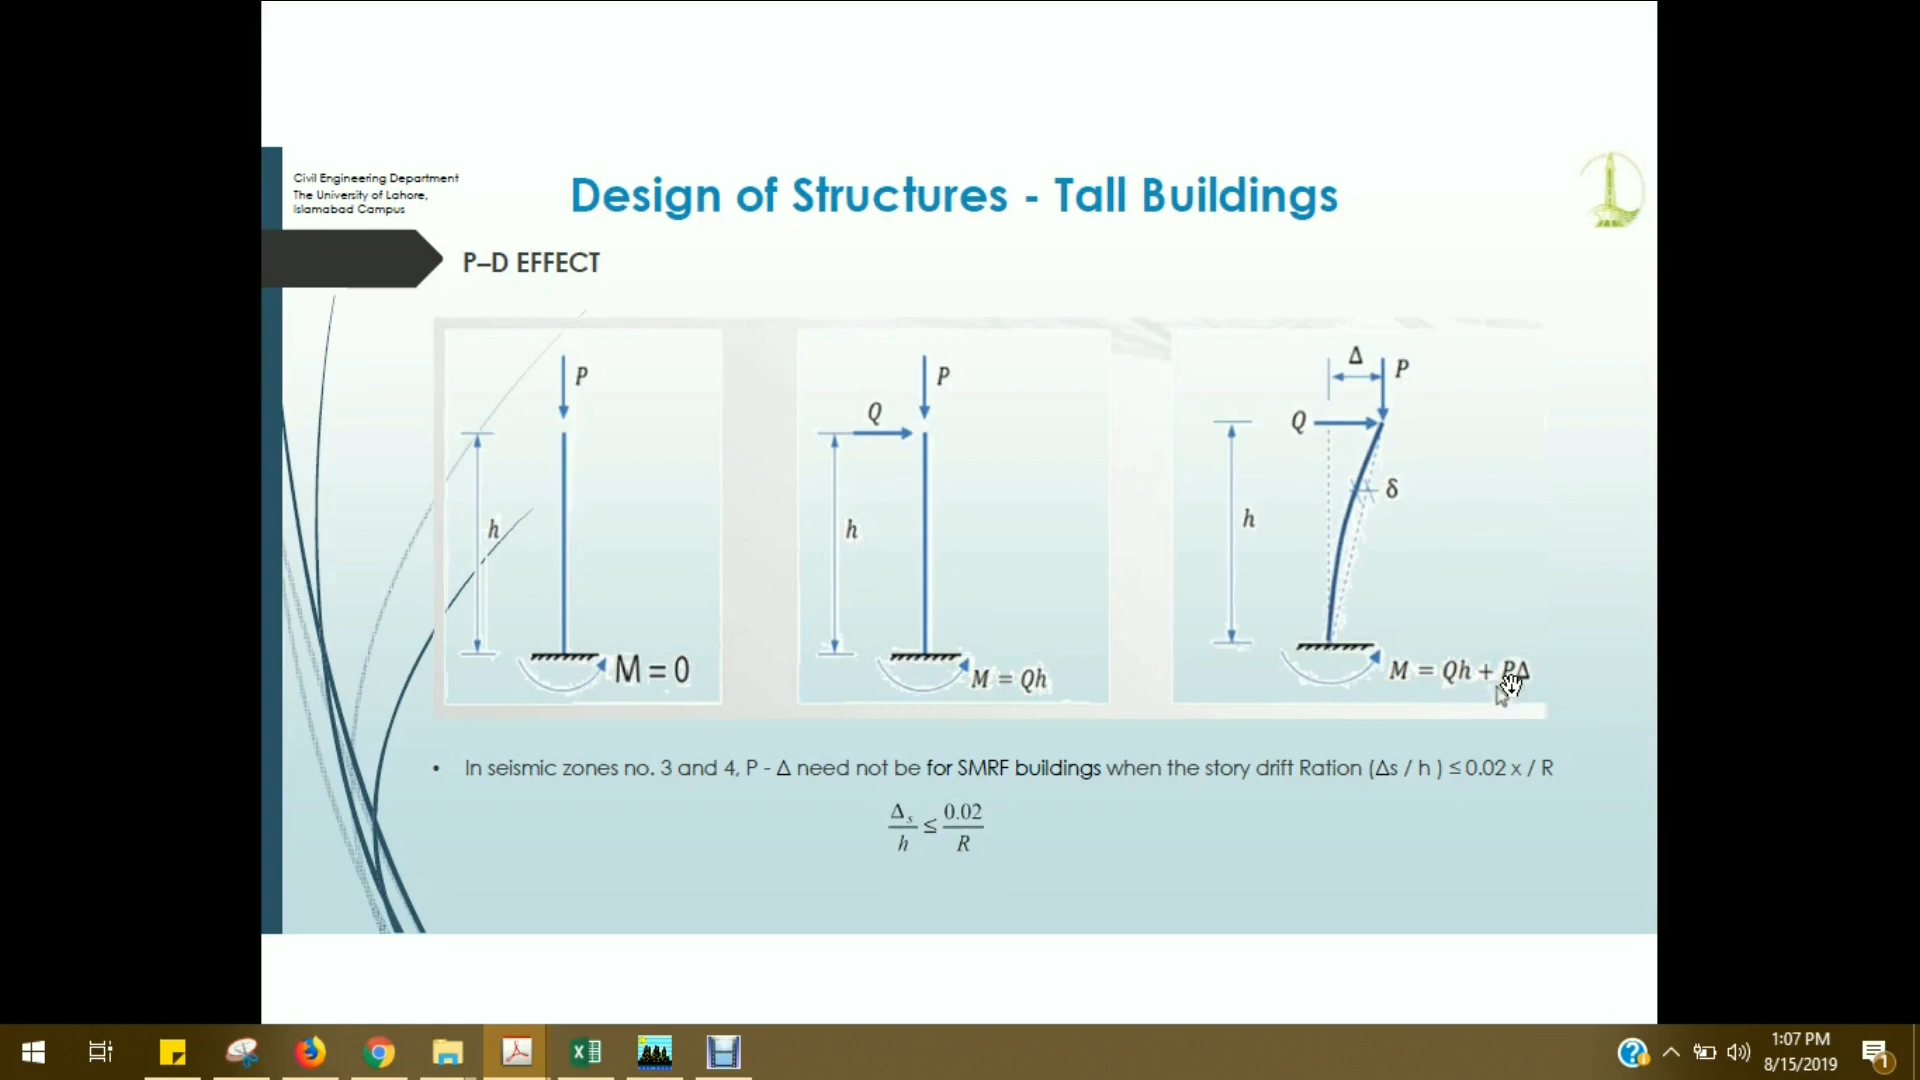 Civil Engineering Department
The University of Lahore,
Islamabad Campus
Design of Structures - Tall Buildings
P–D EFFECT
P
h
M = 0
P
Q
h
M = Qh
Δ
P
Q
δ
h
M = Qh + PΔ
• In seismic zones no. 3 and 4, P - Δ need not be for SMRF buildings when the story drift Ration (Δs / h ) ≤ 0.02 x / R
Δs / h ≤ 0.02 / R
1:07 PM
8/15/2019
1